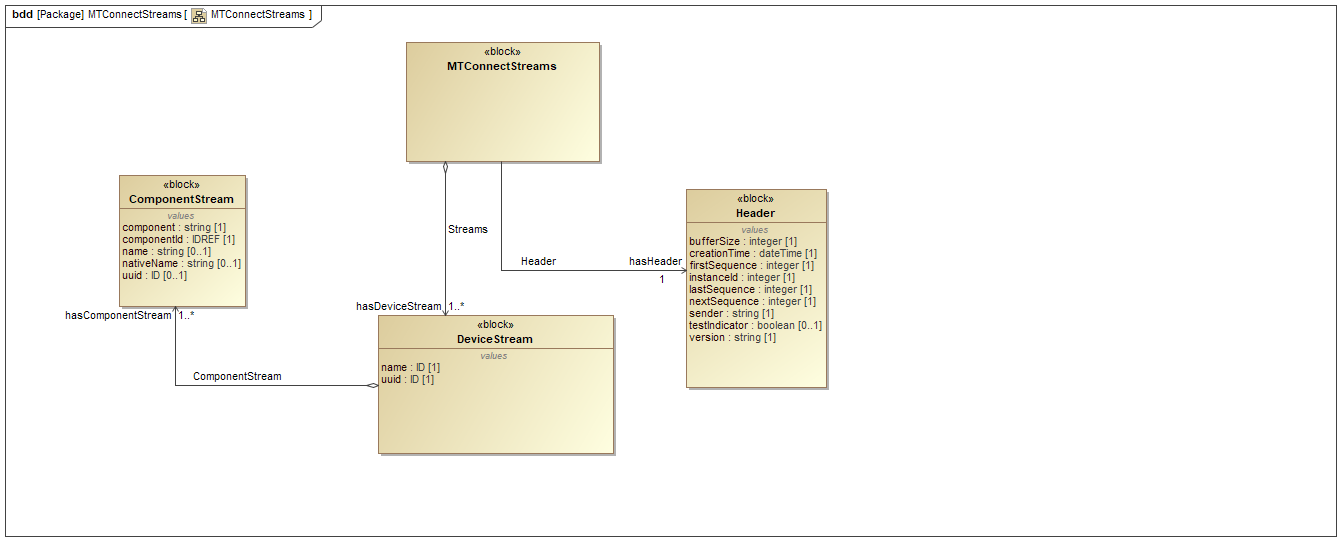 bdd [Package] MTConnectStreams [ MTConnectStreams ]
«block»
MTConnectStreams
«block»
ComponentStream
values
component : string [1]
componentId : IDREF [1]
name : string [0..1]
nativeName : string [0..1]
uuid : ID [0..1]
«block»
Header
values
bufferSize : integer [1]
creationTime : dateTime [1]
firstSequence : integer [1]
instanceId : integer [1]
lastSequence : integer [1]
nextSequence : integer [1]
sender : string [1]
testIndicator : boolean [0..1]
version : string [1]
Streams
Header
hasHeader
1
hasDeviceStream 1..*
hasComponentStream 1..*
«block»
DeviceStream
values
name : ID [1]
uuid : ID [1]
ComponentStream